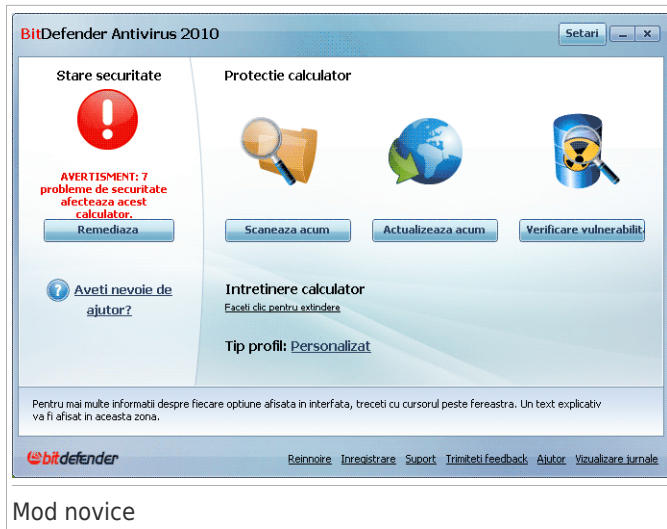 BitDefender Antivirus 2010
Setari
Stare securitate
AVERTISMENT: 7
probleme de securitate
afecteaza acest
calculator.
Remediaza
Aveti nevoie de
ajutor?
Protectie calculator
Scaneaza acum
Actualizeaza acum
Verificare vulnerabilit
Intretinere calculator
Faceti clic pentru extindere
Tip profil: Personalizat
Pentru mai multe informatii despre fiecare optiune afisata in interfata, treceti cu cursorul peste fereastra. Un text explicativ
va fi afisat in aceasta zona.
bitdefender
Reinnoire Inregistrare Suport Trimiteti feedback Ajutor Vizualizare jurnale
Mod novice